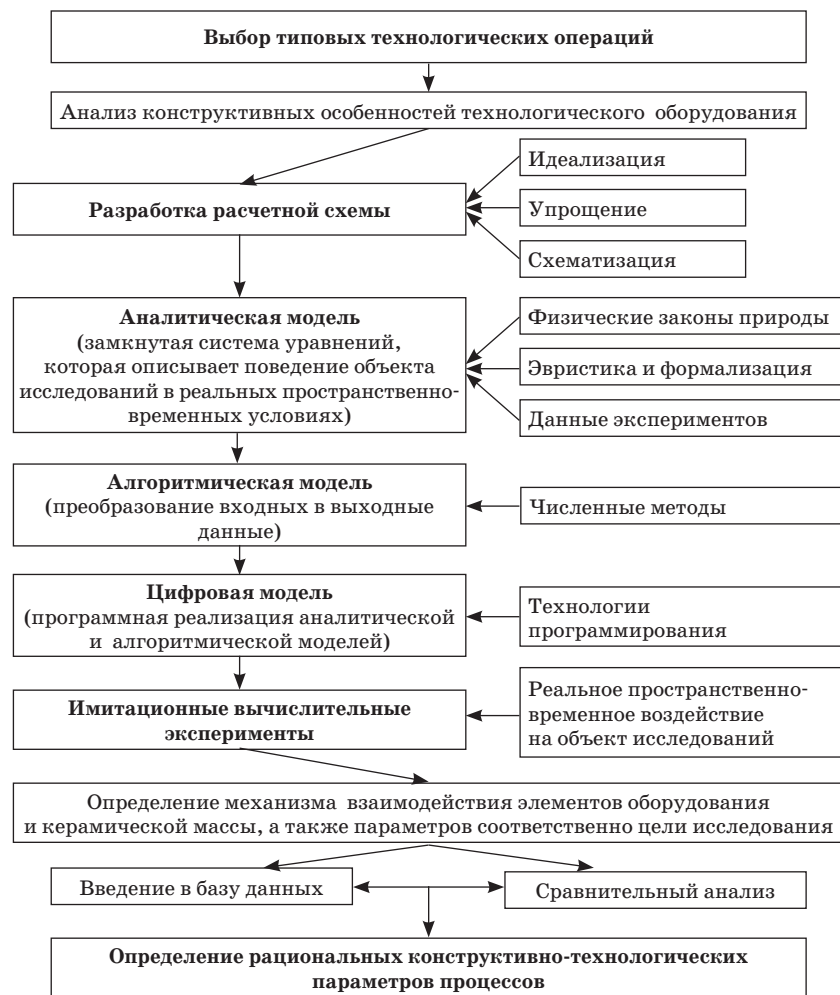 Выбор типовых технологических операций
Анализ конструктивных особенностей технологического оборудования
Идеализация
Разработка расчетной схемы
Упрощение
Схематизация
Аналитическая модель
(замкнутая система уравнений,
которая описывает поведение объекта
исследований в реальных пространственно-
временных условиях)
Физические законы природы
Эвристика и формализация
Данные экспериментов
Алгоритмическая модель
(преобразование входных в выходные
данные)
Численные методы
Цифровая модель
(программная реализация аналитической
и алгоритмической моделей)
Технологии
программирования
Имитационные вычислительные
эксперименты
Реальное пространственно-
временное воздействие
на объект исследований
Определение механизма взаимодействия элементов оборудования
и керамической массы, а также параметров соответственно цели исследования
Введение в базу данных
Сравнительный анализ
Определение рациональных конструктивно-технологических
параметров процессов